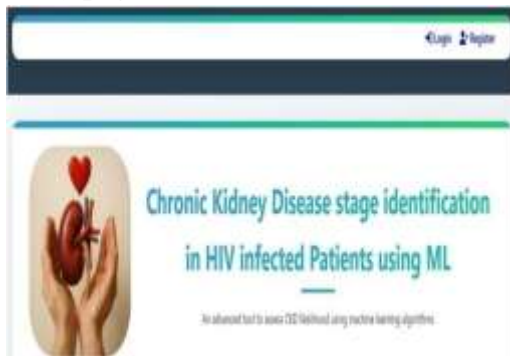 Login Register
Chronic Kidney Disease stage identification
in HIV infected Patients using ML
An advanced tool to assess CKD likelihood using machine learning algorithms